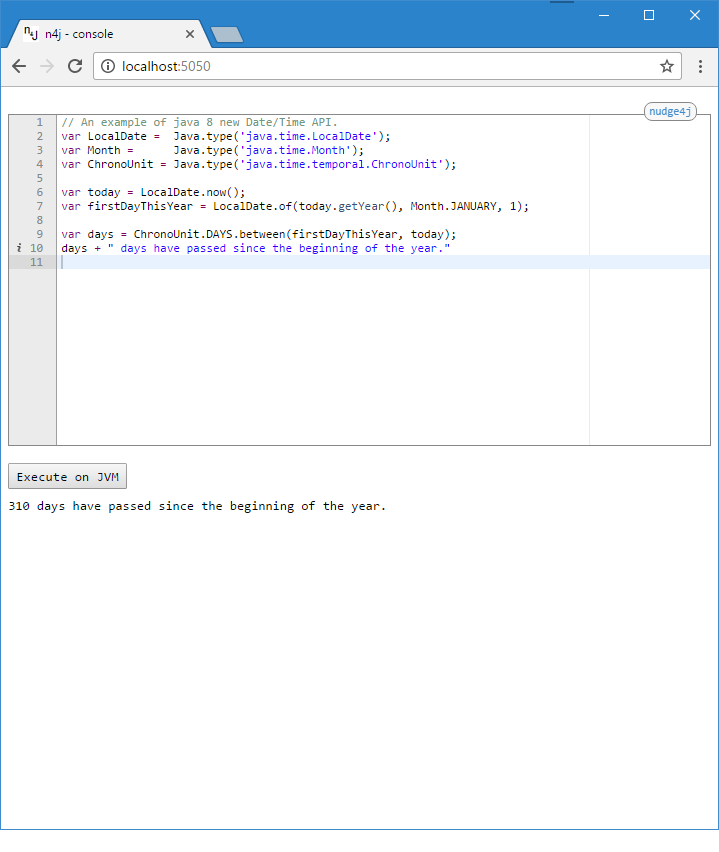 n4j - console
localhost:5050
nudge4j
1 // An example of java 8 new Date/Time API.
2 var LocalDate =  Java.type('java.time.LocalDate');
3 var Month =      Java.type('java.time.Month');
4 var ChronoUnit = Java.type('java.time.temporal.ChronoUnit');
5
6 var today = LocalDate.now();
7 var firstDayThisYear = LocalDate.of(today.getYear(), Month.JANUARY, 1);
8
9 var days = ChronoUnit.DAYS.between(firstDayThisYear, today);
i 10 days + " days have passed since the beginning of the year."
11
Execute on JVM
310 days have passed since the beginning of the year.